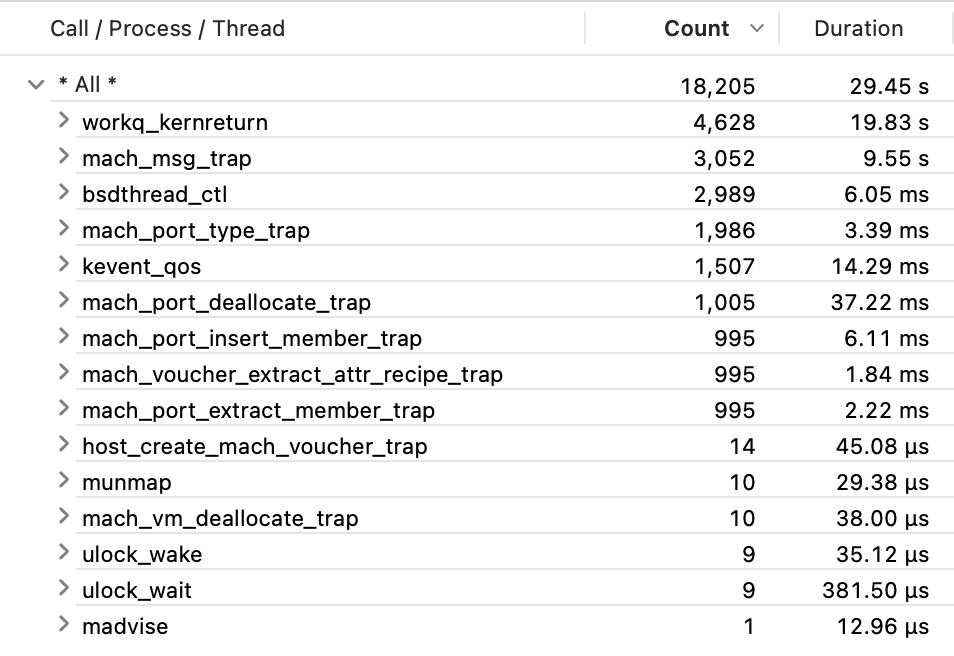 Call / Process / Thread Count Duration
* All * 18,205 29.45 s
workq_kernreturn 4,628 19.83 s
mach_msg_trap 3,052 9.55 s
bsdthread_ctl 2,989 6.05 ms
mach_port_type_trap 1,986 3.39 ms
kevent_qos 1,507 14.29 ms
mach_port_deallocate_trap 1,005 37.22 ms
mach_port_insert_member_trap 995 6.11 ms
mach_voucher_extract_attr_recipe_trap 995 1.84 ms
mach_port_extract_member_trap 995 2.22 ms
host_create_mach_voucher_trap 14 45.08 µs
munmap 10 29.38 µs
mach_vm_deallocate_trap 10 38.00 µs
ulock_wake 9 35.12 µs
ulock_wait 9 381.50 µs
madvise 1 12.96 µs